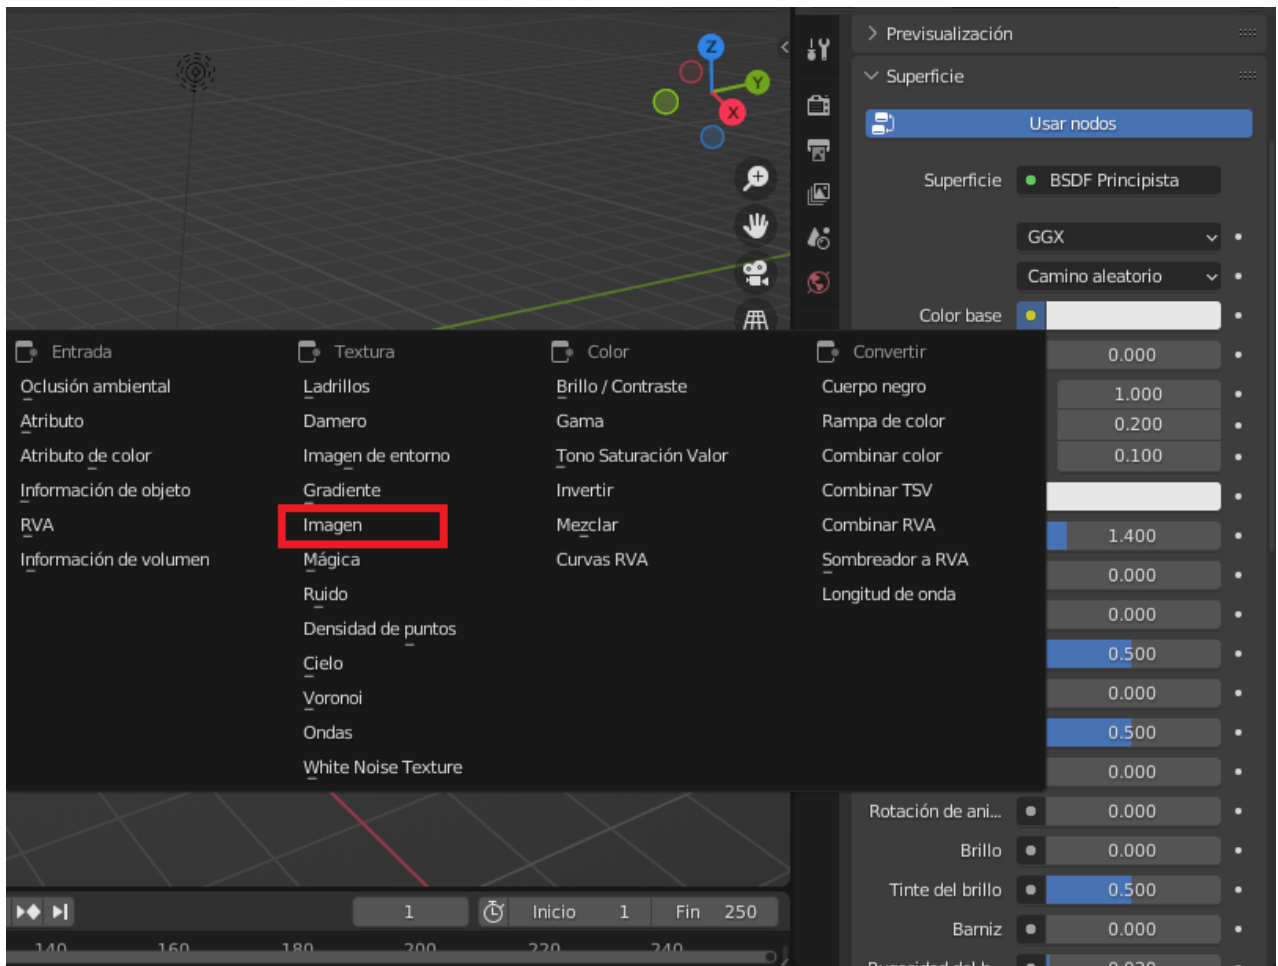 Z
Y
X
Previsualización
Superficie
Usar nodos
Superficie BSDF Principista
GGX
Camino aleatorio
Color base
Entrada
Oclusión ambiental
Atributo
Atributo de color
Información de objeto
RVA
Información de volumen
Textura
Ladrillos
Damero
Imagen de entorno
Gradiente
Imagen
Mágica
Ruido
Densidad de puntos
Cielo
Voronoi
Ondas
White Noise Texture
Color
Brillo / Contraste
Gama
Tono Saturación Valor
Invertir
Mezclar
Curvas RVA
Convertir
Cuerpo negro
Rampa de color
Combinar color
Combinar TSV
Combinar RVA
Sombreador a RVA
Longitud de onda
0.000
1.000
0.200
0.100
1.400
0.000
0.000
0.500
0.000
0.500
0.000
Rotación de ani... 0.000
Brillo 0.000
Tinte del brillo 0.500
Barniz 0.000
1 Inicio 1 Fin 250
140 160 180 200 220 240